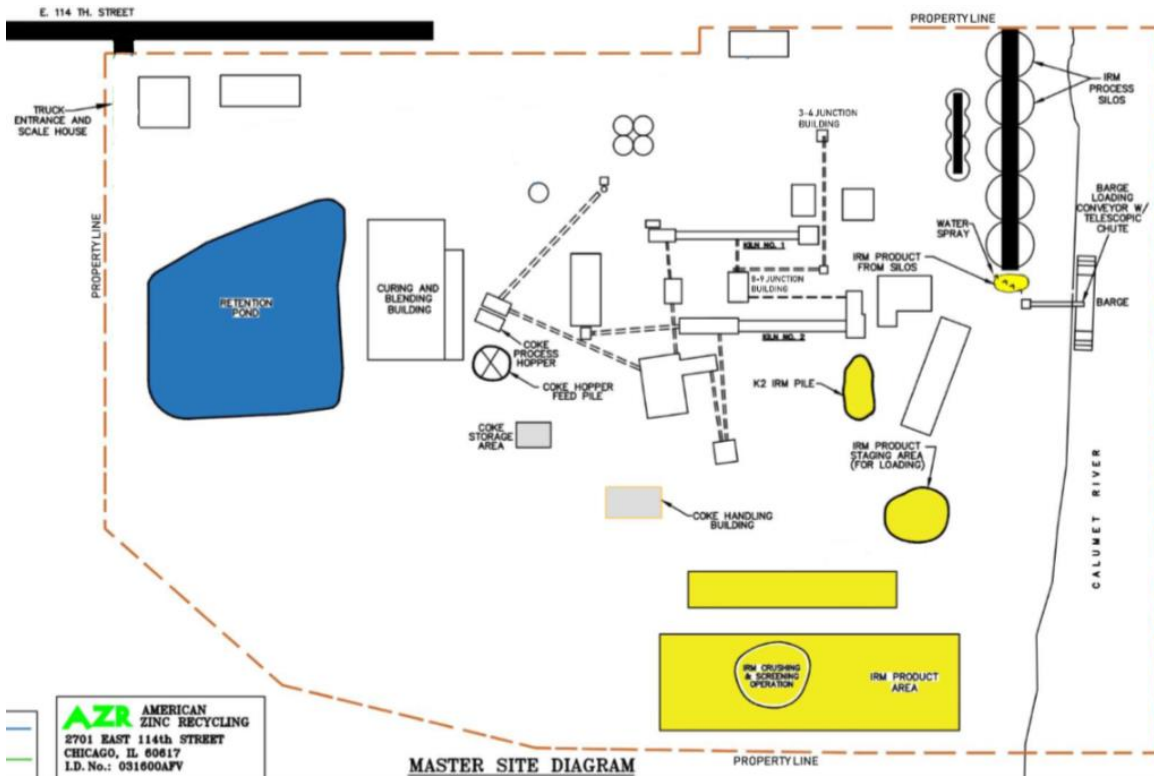 E. 114 TH. STREET
PROPERTY LINE
TRUCK
ENTRANCE AND
SCALE HOUSE
3-4 JUNCTION
BUILDING
IRM
PROCESS
SILOS
BARGE
LOADING
CONVEYOR W/
TELESCOPIC
CHUTE
WATER
SPRAY
PROPERTY LINE
KILN NO. 1
IRM PRODUCT
FROM SILOS
8-9 JUNCTION
BUILDING
RETENTION
POND
CURING AND
BLENDING
BUILDING
BARGE
KILN NO. 2
COKE
PROCESS
HOPPER
COKE HOPPER
FEED PILE
K2 IRM PILE
COKE
STORAGE
AREA
IRM PRODUCT
STAGING AREA
(FOR LOADING)
COKE HANDLING
BUILDING
CALUMET RIVER
IRM CRUSHING
& SCREENING
OPERATION
IRM PRODUCT
AREA
AZR AMERICAN
ZINC RECYCLING
2701 EAST 114th STREET
CHICAGO, IL 60617
I.D. No.: 031600AFV
MASTER SITE DIAGRAM
PROPERTY LINE